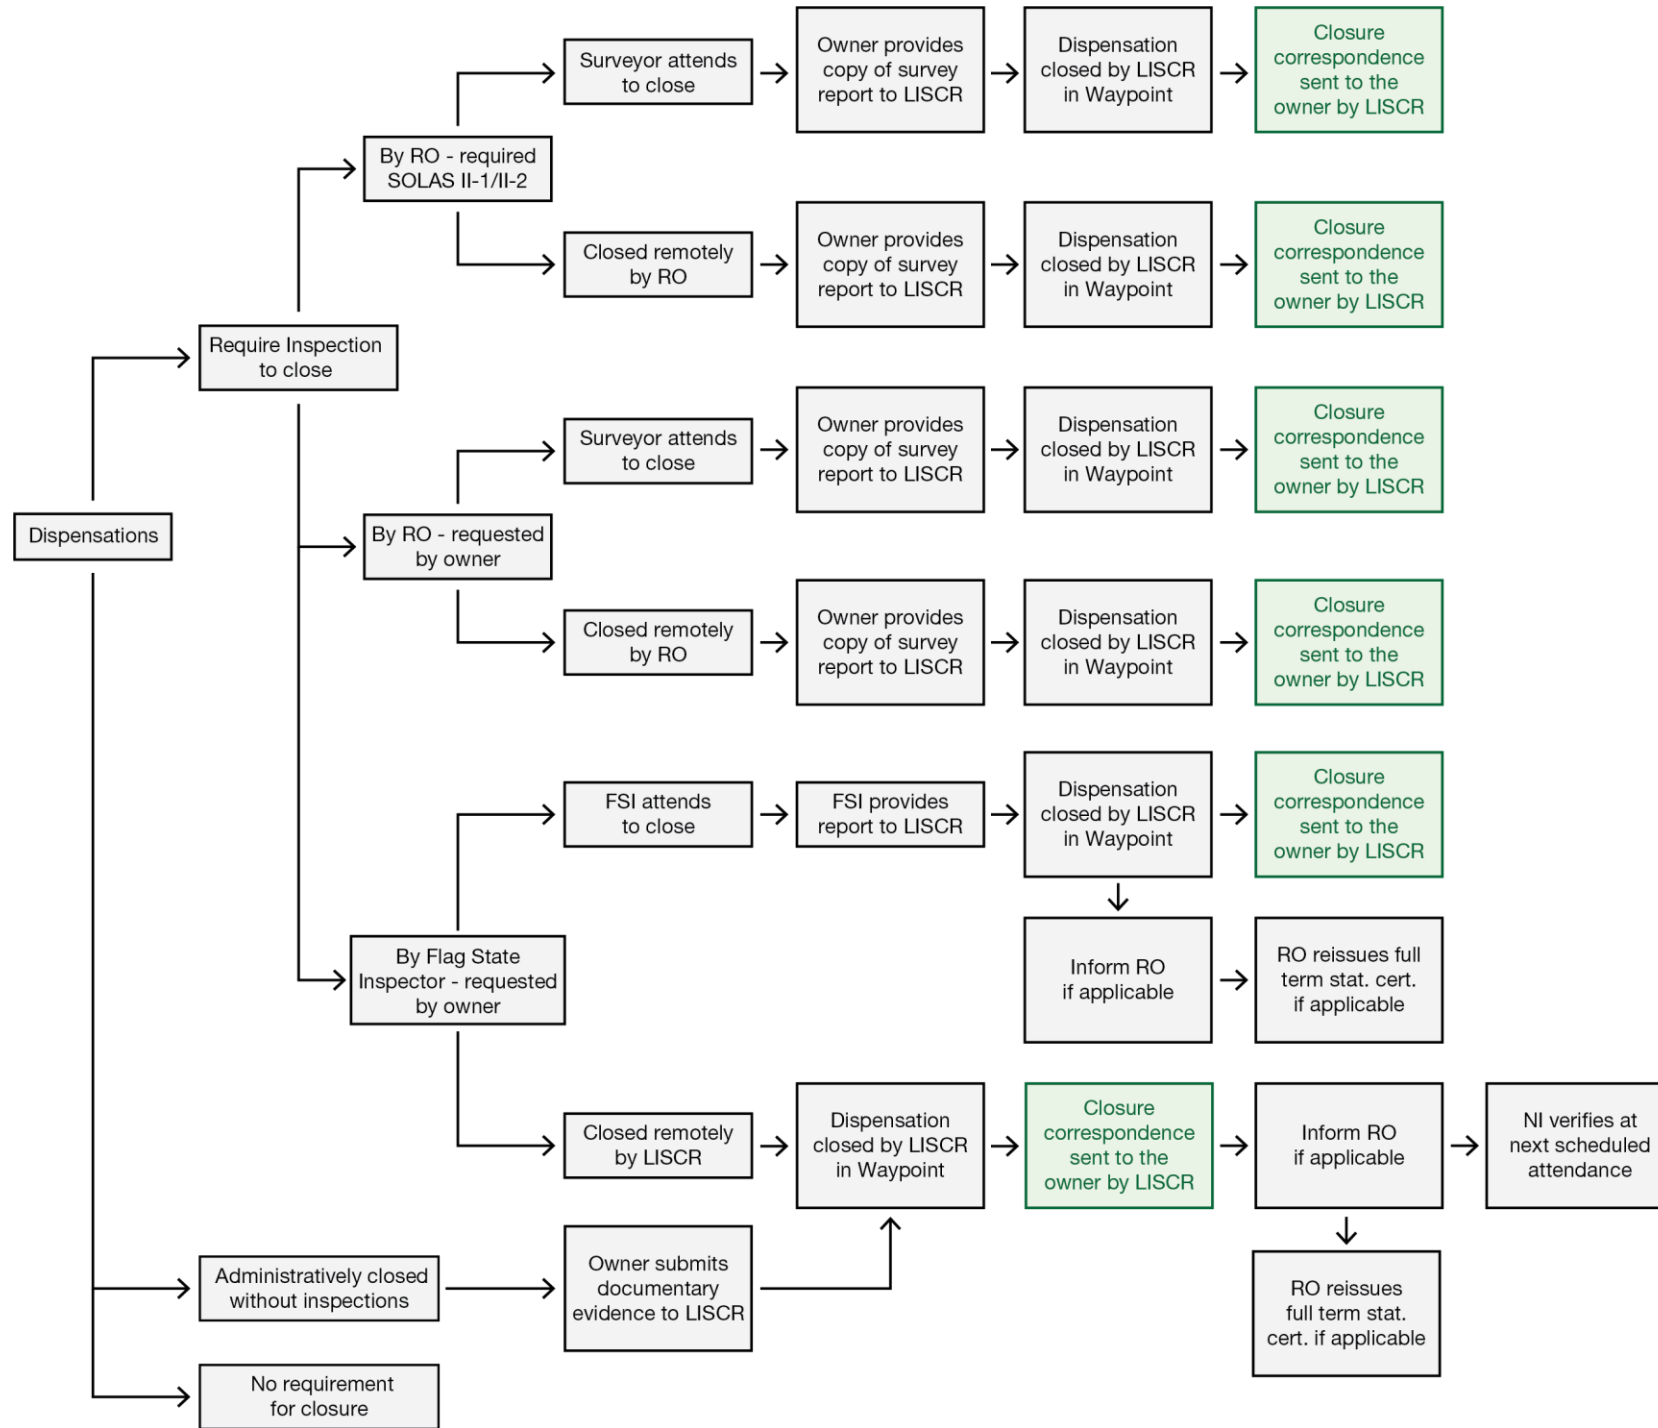 Surveyor attends
to close
Owner provides
copy of survey
report to LISCR
Dispensation
closed by LISCR
in Waypoint
Closure
correspondence
sent to the
owner by LISCR
By RO - required
SOLAS II-1/II-2
Closed remotely
by RO
Owner provides
copy of survey
report to LISCR
Dispensation
closed by LISCR
in Waypoint
Closure
correspondence
sent to the
owner by LISCR
Require Inspection
to close
Surveyor attends
to close
Owner provides
copy of survey
report to LISCR
Dispensation
closed by LISCR
in Waypoint
Closure
correspondence
sent to the
owner by LISCR
Dispensations
By RO - requested
by owner
Closed remotely
by RO
Owner provides
copy of survey
report to LISCR
Dispensation
closed by LISCR
in Waypoint
Closure
correspondence
sent to the
owner by LISCR
FSI attends
to close
FSI provides
report to LISCR
Dispensation
closed by LISCR
in Waypoint
Closure
correspondence
sent to the
owner by LISCR
By Flag State
Inspector - requested
by owner
Inform RO
if applicable
RO reissues full
term stat. cert.
if applicable
Closed remotely
by LISCR
Dispensation
closed by LISCR
in Waypoint
Closure
correspondence
sent to the
owner by LISCR
Inform RO
if applicable
NI verifies at
next scheduled
attendance
Administratively closed
without inspections
Owner submits
documentary
evidence to LISCR
RO reissues
full term stat.
cert. if applicable
No requirement
for closure